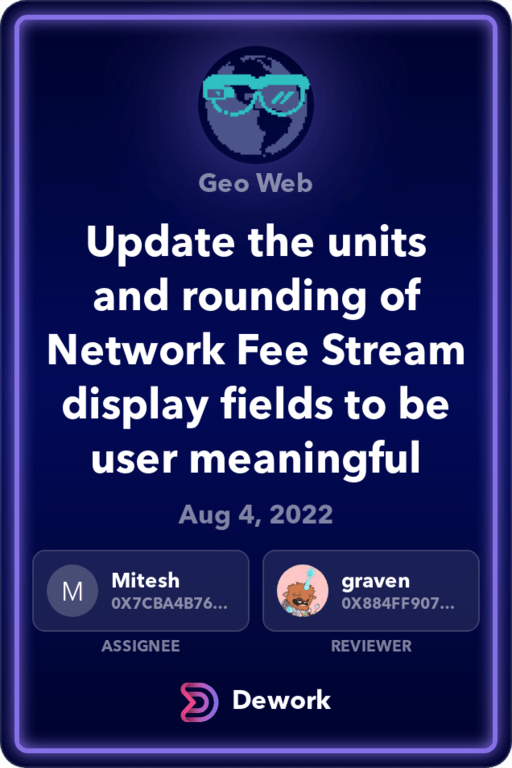 Geo Web
Update the units
and rounding of
Network Fee Stream
display fields to be
user meaningful
Aug 4, 2022
M
Mitesh
0X7CBA4B76...
graven
0X884FF907...
ASSIGNEE
REVIEWER
Dework